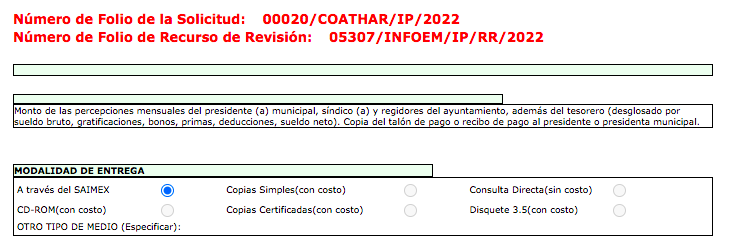 Número de Folio de la Solicitud: 00020/COATHAR/IP/2022
Número de Folio de Recurso de Revisión: 05307/INFOEM/IP/RR/2022
Monto de las percepciones mensuales del presidente (a) municipal, síndico (a) y regidores del ayuntamiento, además del tesorero (desglosado por
sueldo bruto, gratificaciones, bonos, primas, deducciones, sueldo neto). Copia del talón de pago o recibo de pago al presidente o presidenta municipal.
MODALIDAD DE ENTREGA
A través del SAIMEX Copias Simples(con costo) Consulta Directa(sin costo)
CD-ROM(con costo) Copias Certificadas(con costo) Disquete 3.5(con costo)
OTRO TIPO DE MEDIO (Especificar):